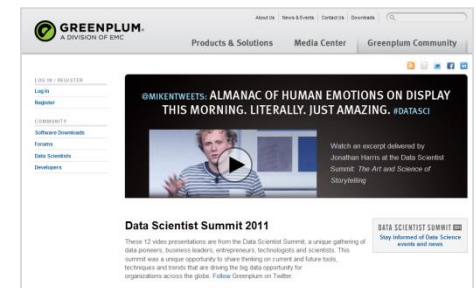 About Us | News & Events | Contact Us | Downloads
GREENPLUM.
A DIVISION OF EMC
Products & Solutions
Media Center
Greenplum Community
LOG IN / REGISTER
Log in
Register
COMMUNITY
Software Downloads
Forums
Data Scientists
Developers
@MIKENTWEETS: ALMANAC OF HUMAN EMOTIONS ON DISPLAY
THIS MORNING. LITERALLY. JUST AMAZING. #DATASCI
Watch an excerpt delivered by
Jonathan Harris at the Data Scientist
Summit: The Art and Science of
Storytelling
Data Scientist Summit 2011
These 12 video presentations are from the Data Scientist Summit, a unique gathering of
data pioneers, business leaders, entrepreneurs, technologists and scientists. This
summit was a unique opportunity to share thinking on current and future tools,
techniques and trends that are driving the big data opportunity for
organizations across the globe. Follow Greenplum on Twitter.
DATA SCIENTIST SUMMIT
Stay Informed of Data Science
events and news